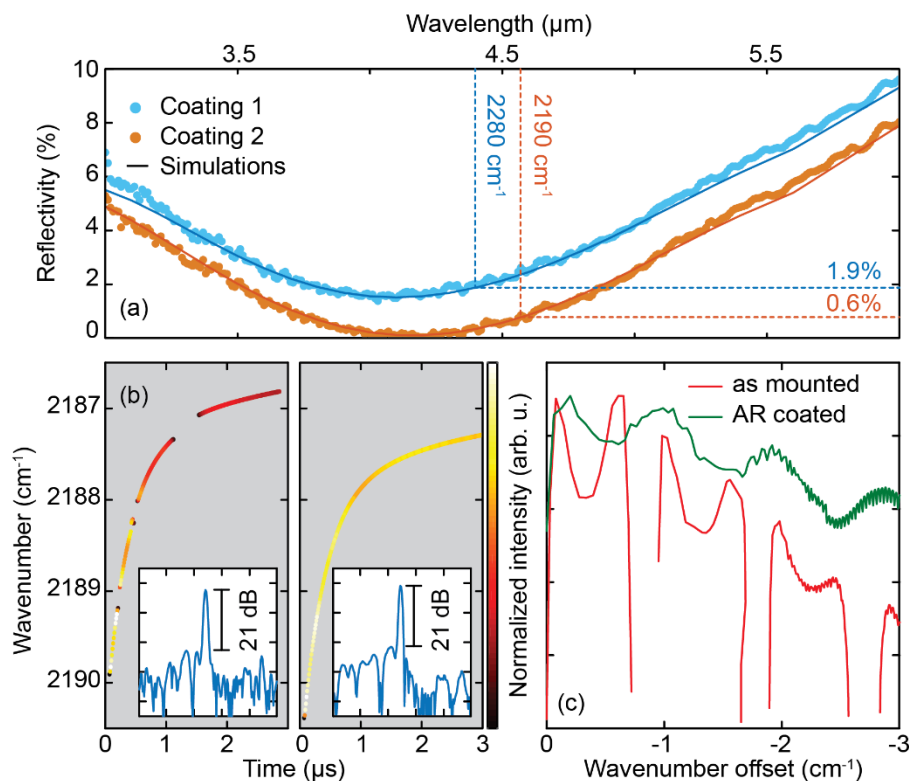 Wavelength (µm)
3.5 4.5 5.5
10
8
6
4
2
0
Reflectivity (%)
Coating 1
Coating 2
Simulations
2280 cm⁻¹
2190 cm⁻¹
1.9%
0.6%
(a)
(b)
2187
2188
2189
2190
Wavenumber (cm⁻¹)
21 dB
21 dB
0 1 2
0 1 2 3
Time (µs)
as mounted
AR coated
Normalized intensity (arb. u.)
(c)
0 -1 -2 -3
Wavenumber offset (cm⁻¹)